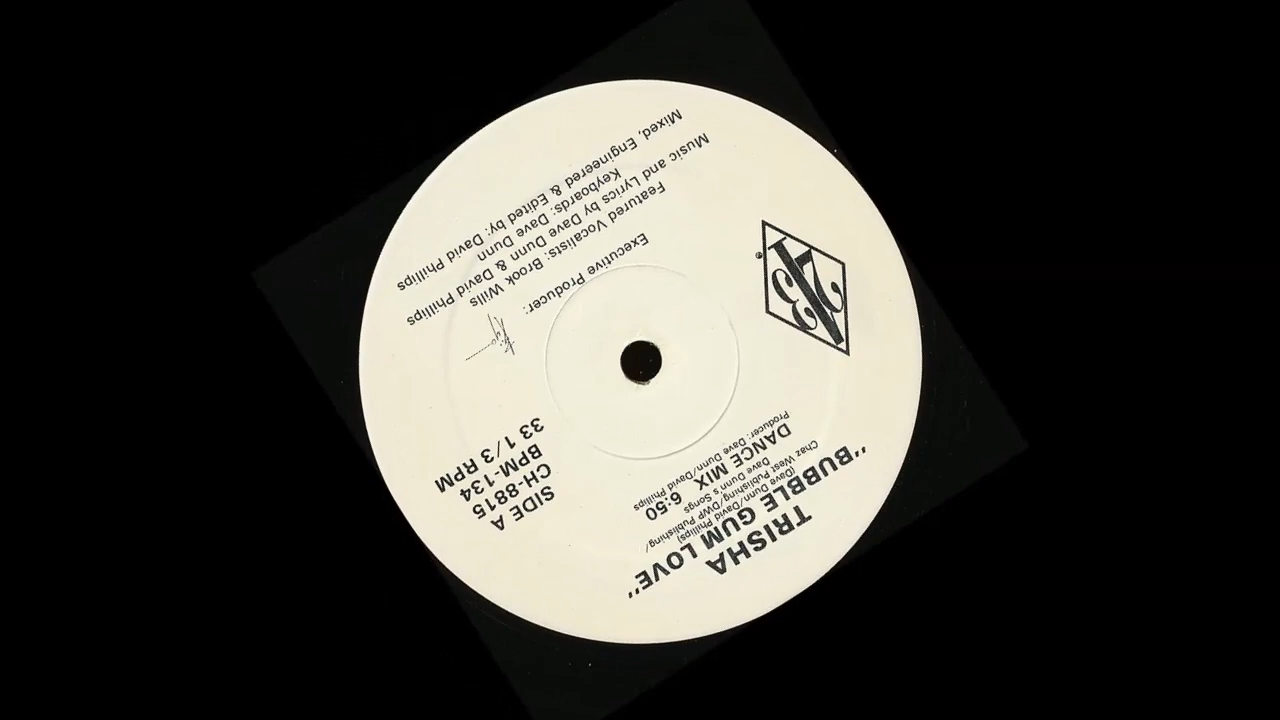 TRISHA
"BUBBLE GUM LOVE"
(Dave Dunn/David Phillips)
Chaz West Publishing/DWP Publishing/
Dave Dunn's Songs
DANCE MIX 6:50
Producer: Dave Dunn/David Phillips
SIDE A
CH-8815
BPM-134
33 1/3 RPM
Executive Producer:
Featured Vocalists: Brook Wills
Music and Lyrics by Dave Dunn & David Phillips
Keyboards: Dave Dunn
Mixed, Engineered & Edited by: David Phillips